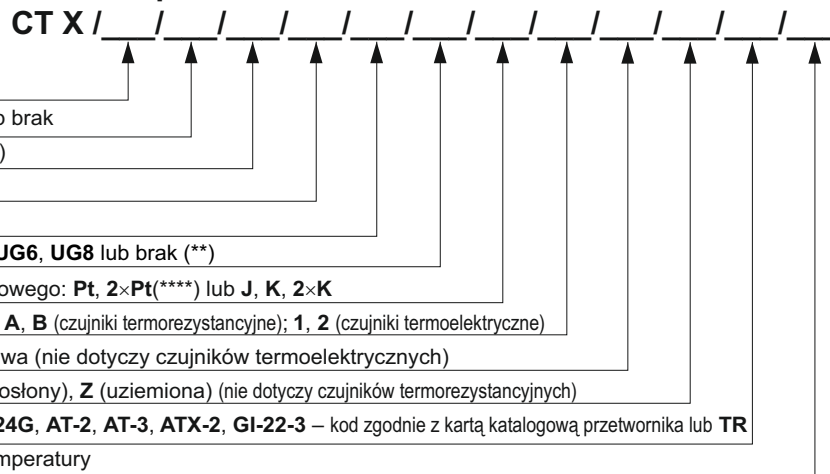 CT X /___/___/___/___/___/___/___/___/___/___/___/___
brak
)
UG6, UG8 lub brak (**)
owego: Pt, 2×Pt(****) lub J, K, 2×K
A, B (czujniki termorezystancyjne); 1, 2 (czujniki termoelektryczne)
wa (nie dotyczy czujników termoelektrycznych)
osłony), Z (uziemiona) (nie dotyczy czujników termorezystancyjnych)
24G, AT-2, AT-3, ATX-2, GI-22-3 – kod zgodnie z kartą katalogową przetwornika lub TR
mperatury